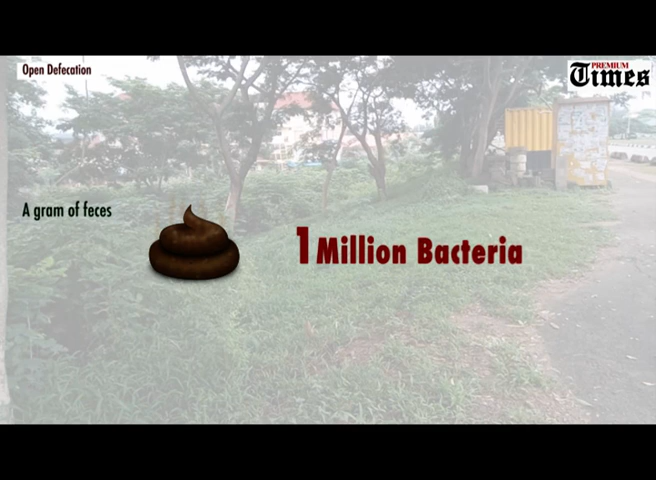 Open Defecation
PREMIUM
Times
A gram of feces
1 Million Bacteria